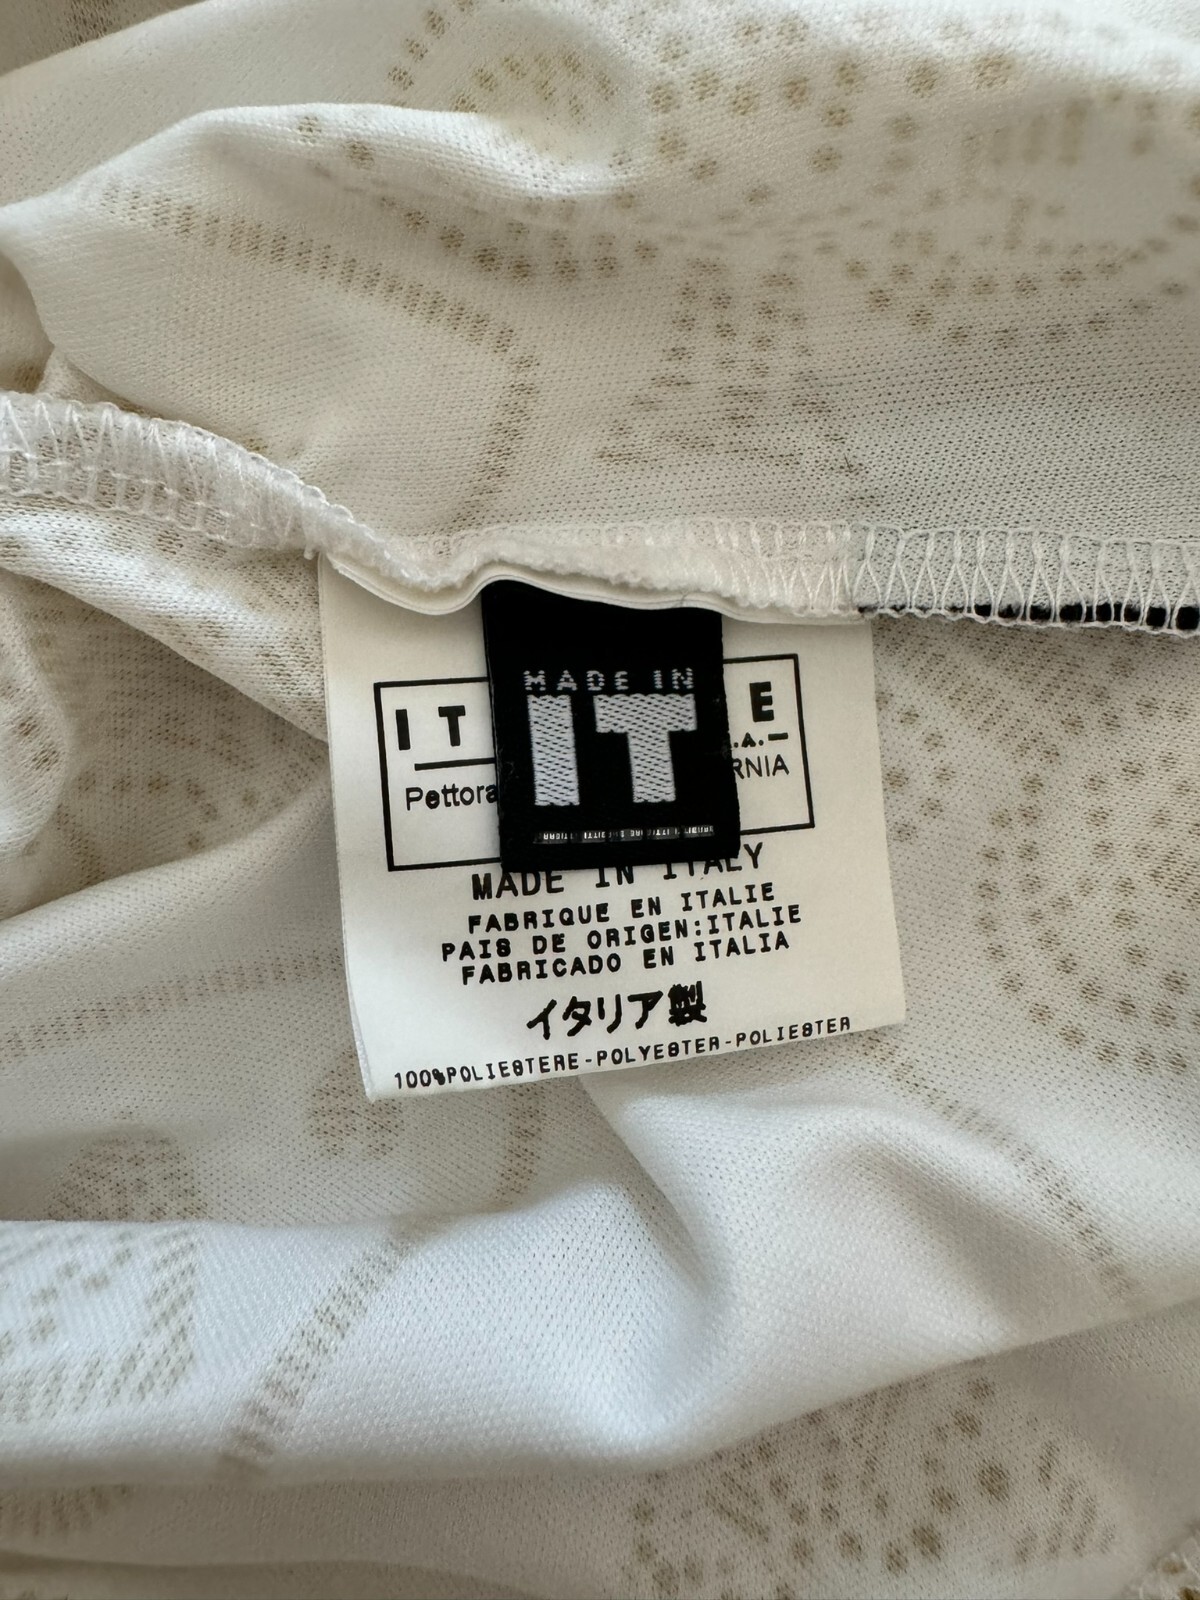 MADE IN
IT
IT
E
.A.
Pettora
RNIA
MADE IN ITALY
FABRIQUE EN ITALIE
PAIS DE ORIGEN:ITALIE
FABRICADO EN ITALIA
イタリア製
100%POLIESTERE-POLYESTER-POLIESTER